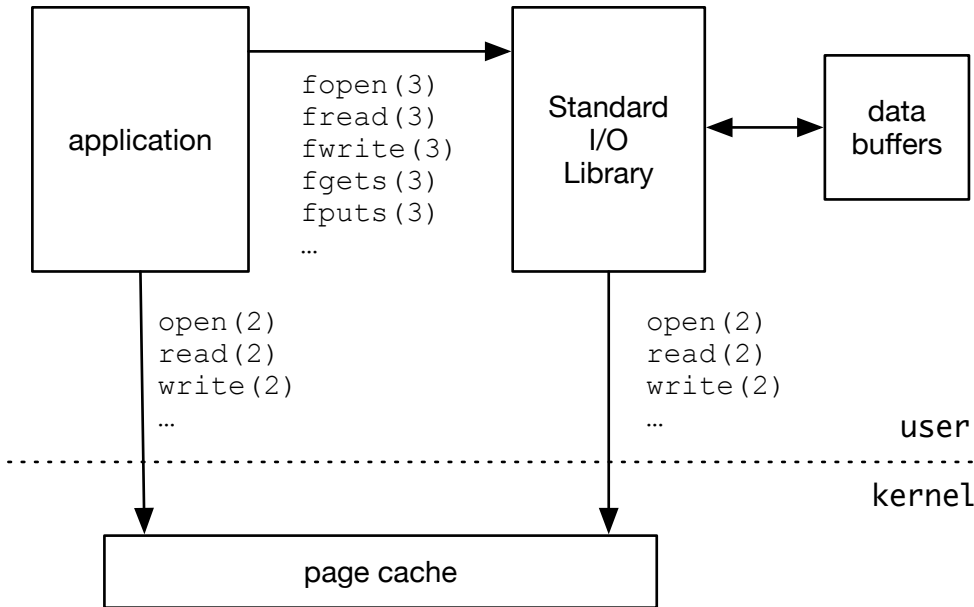 application
fopen(3)
fread(3)
fwrite(3)
fgets(3)
fputs(3)
…
Standard
I/O
Library
data
buffers
open(2)
read(2)
write(2)
…
open(2)
read(2)
write(2)
…
user
kernel
page cache